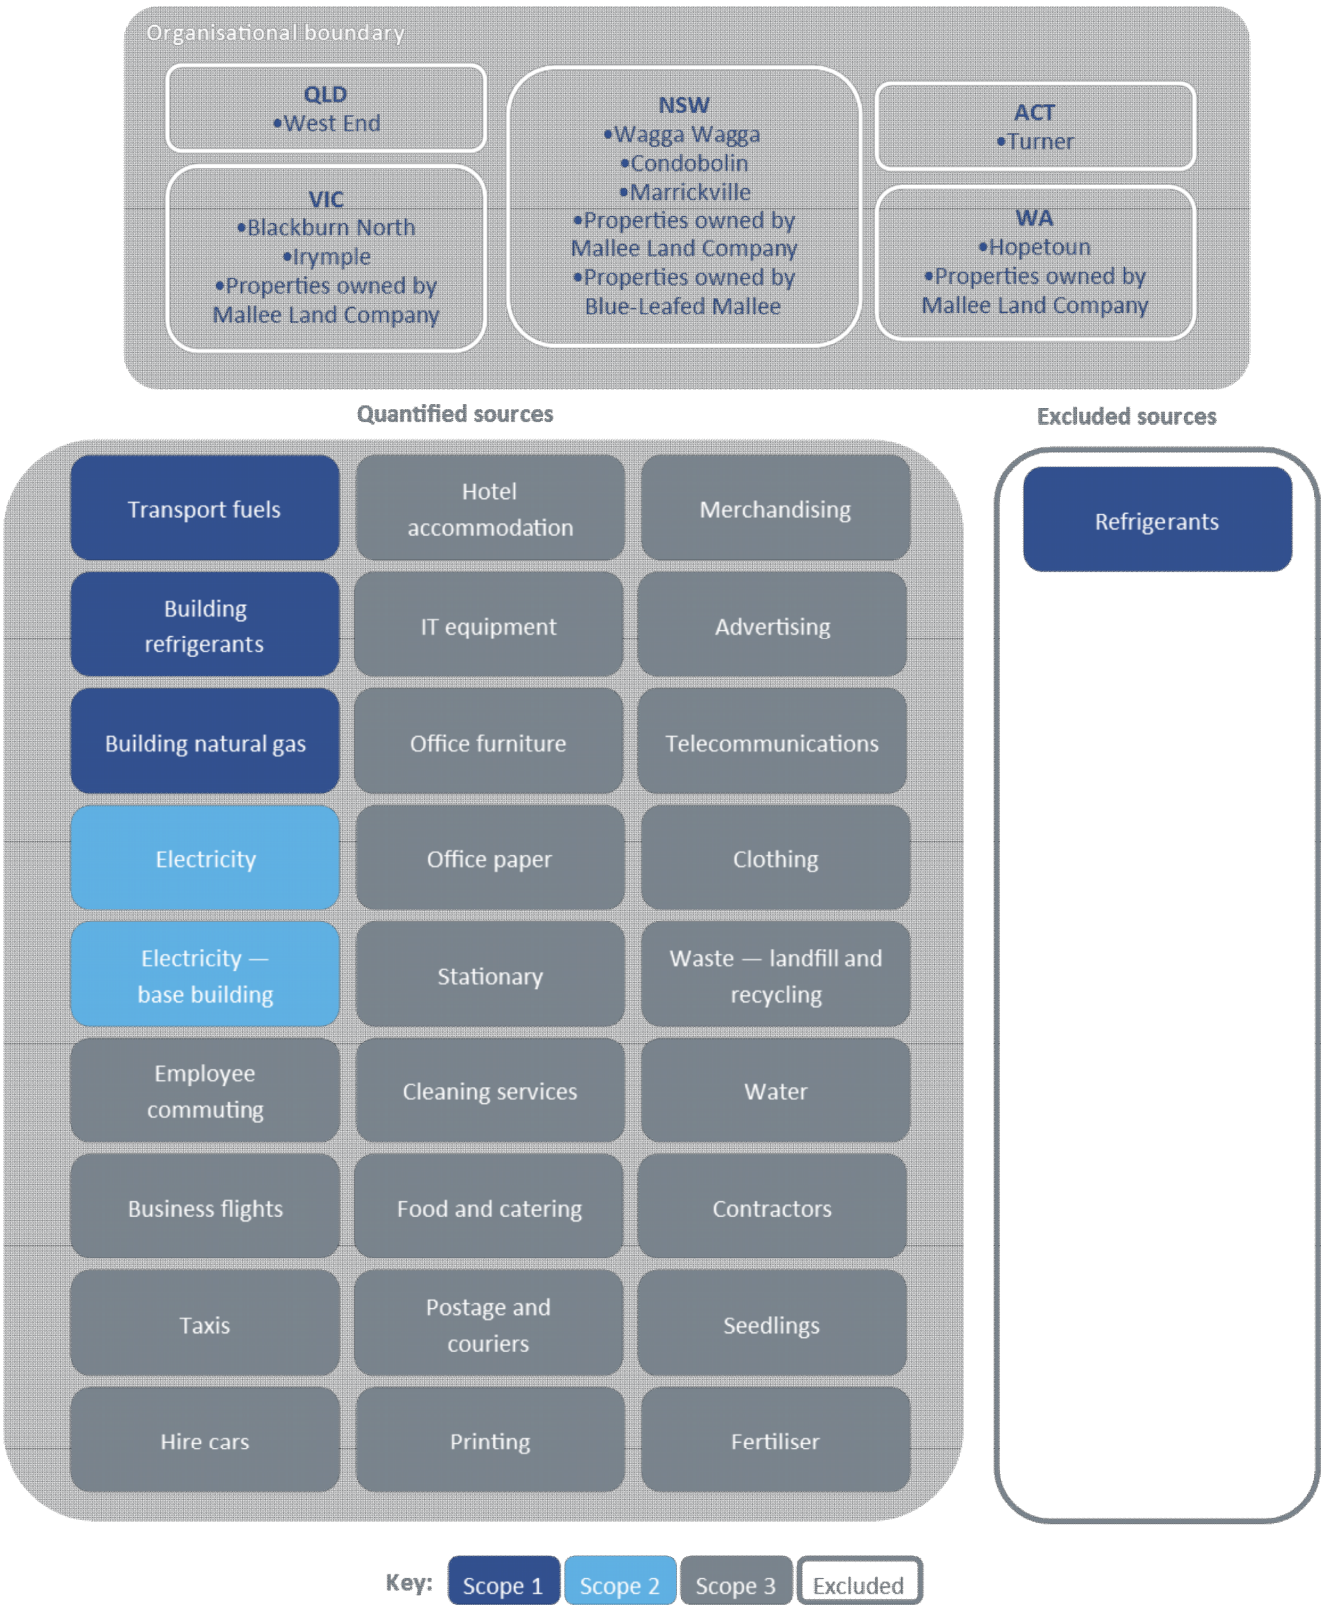 Organisational boundary
QLD
•West End
VIC
•Blackburn North
•Irymple
•Properties owned by
Mallee Land Company
NSW
•Wagga Wagga
•Condobolin
•Marrickville
•Properties owned by
Mallee Land Company
•Properties owned by
Blue-Leafed Mallee
ACT
•Turner
WA
•Hopetoun
•Properties owned by
Mallee Land Company
Quantified sources
Transport fuels
Hotel
accommodation
Merchandising
Building
refrigerants
IT equipment
Advertising
Building natural gas
Office furniture
Telecommunications
Electricity
Office paper
Clothing
Electricity —
base building
Stationary
Waste — landfill and
recycling
Employee
commuting
Cleaning services
Water
Business flights
Food and catering
Contractors
Taxis
Postage and
couriers
Seedlings
Hire cars
Printing
Fertiliser
Excluded sources
Refrigerants
Key:
Scope 1
Scope 2
Scope 3
Excluded